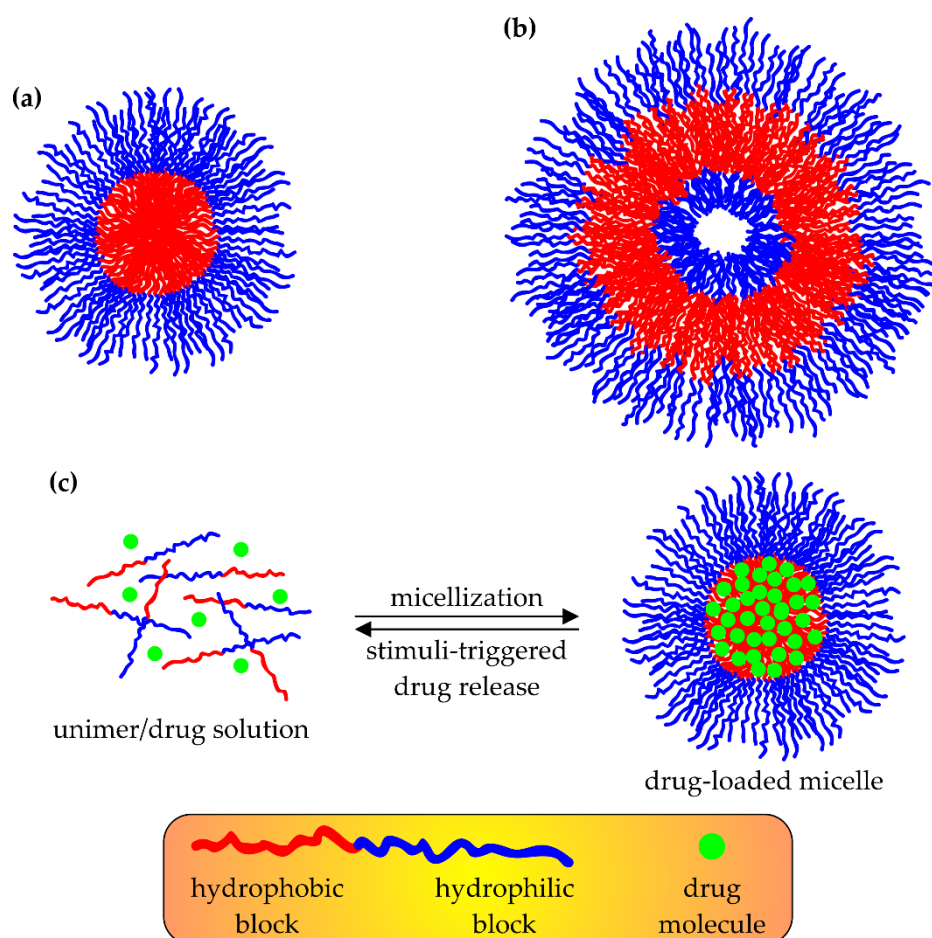 (a)
(b)
(c)
micellization
stimuli-triggered
drug release
unimer/drug solution
drug-loaded micelle
hydrophobic
block
hydrophilic
block
drug
molecule